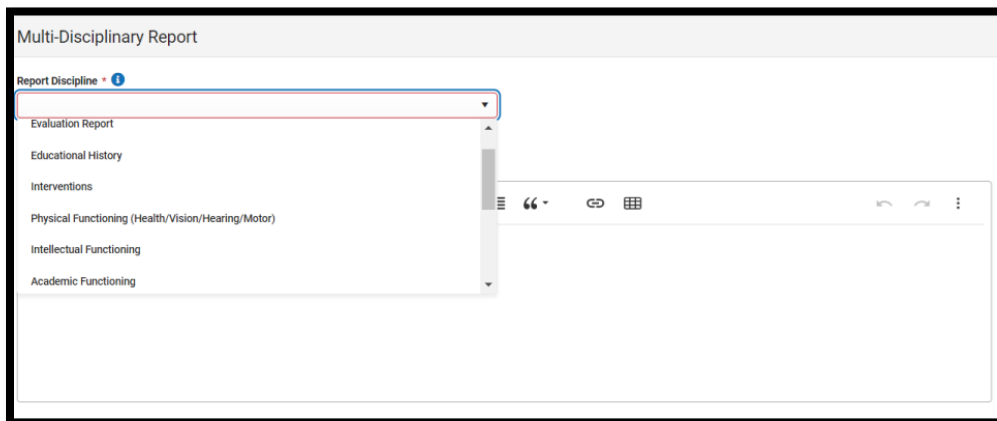 Multi-Disciplinary Report
Report Discipline *
Evaluation Report
Educational History
Interventions
Physical Functioning (Health/Vision/Hearing/Motor)
Intellectual Functioning
Academic Functioning